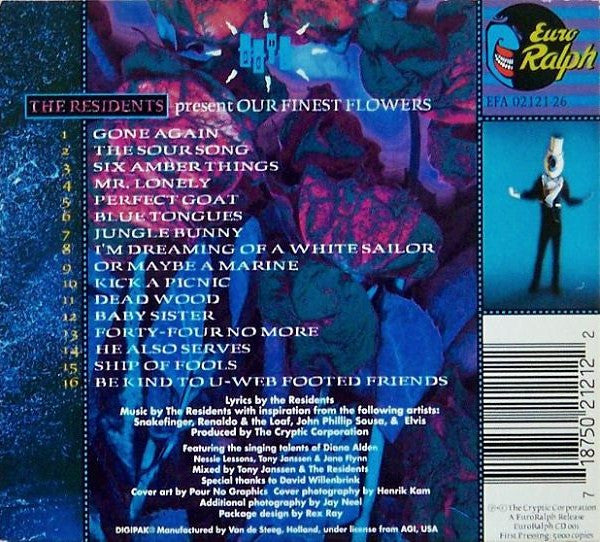 Euro
Ralph
EFA 02121-26
THE RESIDENTS present OUR FINEST FLOWERS
1 GONE AGAIN
2 THE SOUR SONG
3 SIX AMBER THINGS
4 MR. LONELY
5 PERFECT GOAT
6 BLUE TONGUES
7 JUNGLE BUNNY
8 I'M DREAMING OF A WHITE SAILOR
9 OR MAYBE A MARINE
10 KICK A PICNIC
11 DEAD WOOD
12 BABY SISTER
13 FORTY-FOUR NO MORE
14 HE ALSO SERVES
15 SHIP OF FOOLS
16 BE KIND TO U-WEB FOOTED FRIENDS
Lyrics by the Residents
Music by The Residents with inspiration from the following artists:
Snakefinger, Renaldo & the Loaf, John Phillip Sousa, & Elvis
Produced by The Cryptic Corporation
Featuring the singing talents of Diana Alden
Nessie Lessons, Tony Janssen & Jana Flynn
Mixed by Tony Janssen & The Residents
Special thanks to David Willenbrink
Cover art by Pour No Graphics Cover photography by Henrik Kam
Additional photography by Jay Neel
Package design by Rex Ray
DIGIPAK® Manufactured by Van de Steeg, Holland, under license from AGI, USA
7 18750 21212 2
℗ © The Cryptic Corporation
A EuroRalph Release
EuroRalph CD 001
First Pressing: 5000 copies